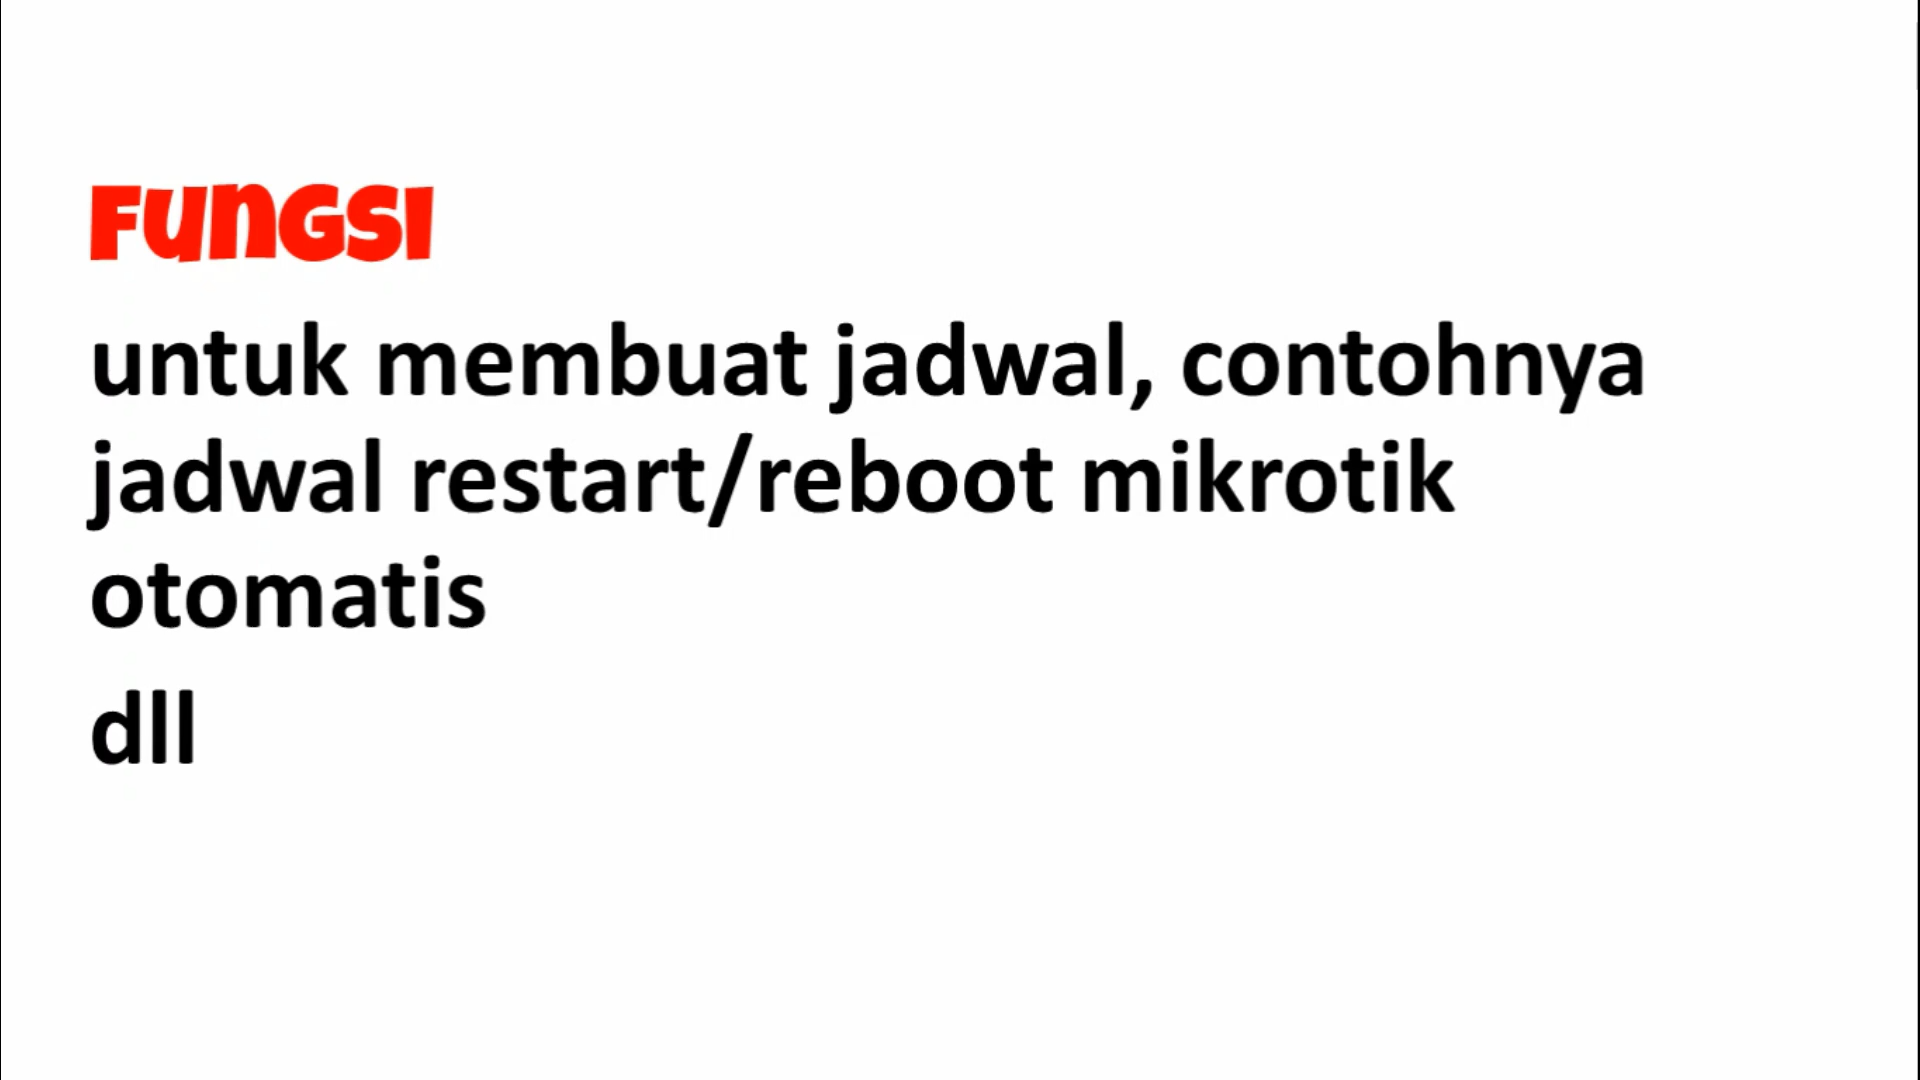 FUNGSI
untuk membuat jadwal, contohnya
jadwal restart/reboot mikrotik
otomatis
dll